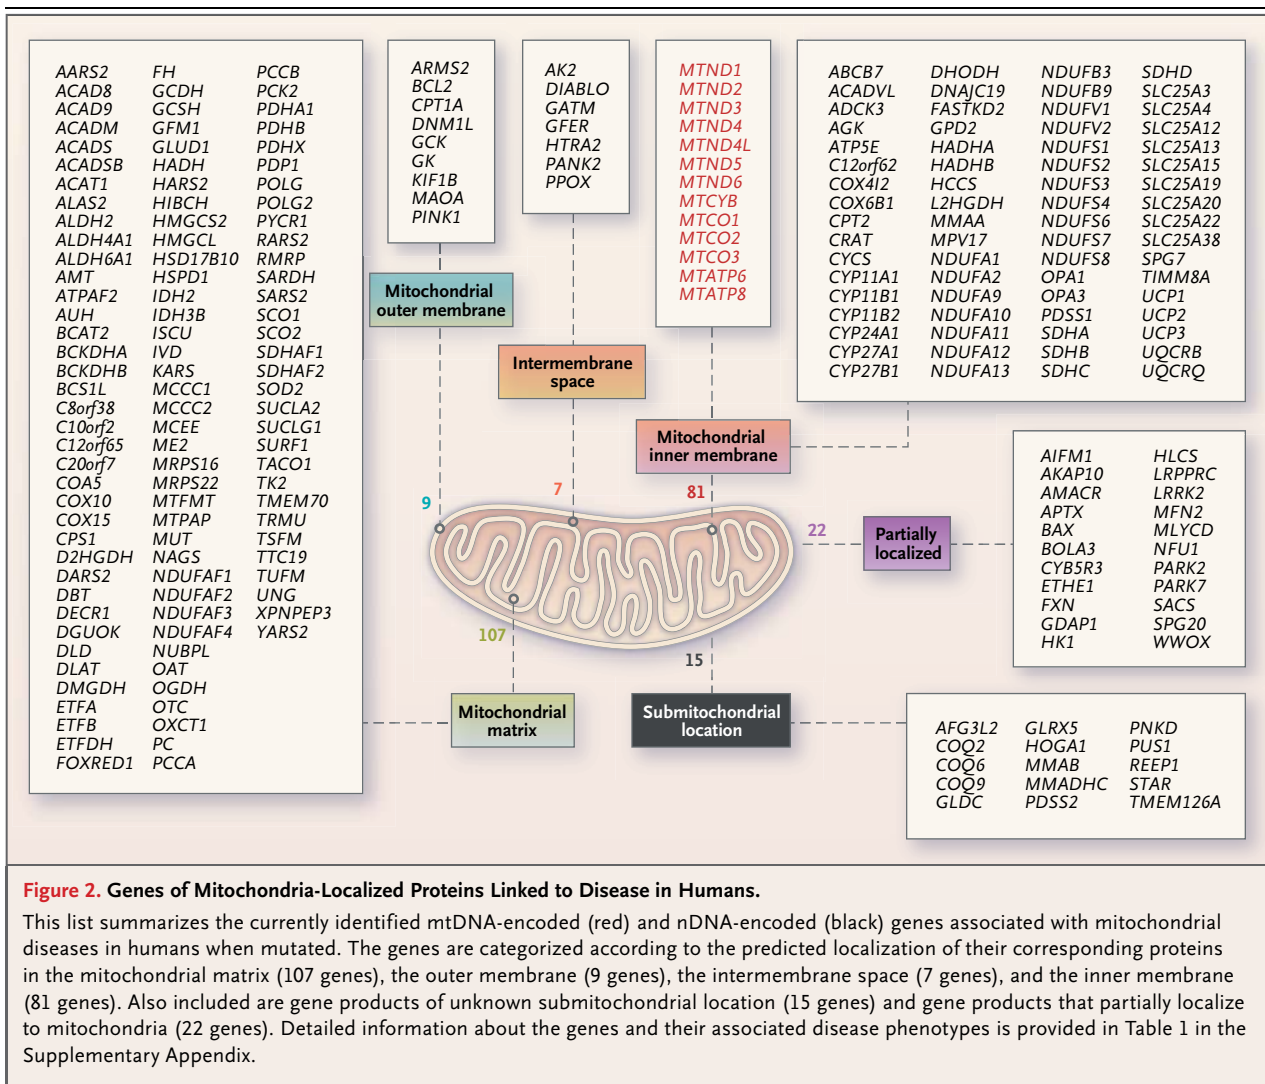 AARS2 FH PCCB
ACAD8 GCDH PCK2
ACAD9 GCSH PDHA1
ACADM GFM1 PDHB
ACADS GLUD1 PDHX
ACADSB HADH PDP1
ACAT1 HARS2 POLG
ALAS2 HIBCH POLG2
ALDH2 HMGCS2 PYCR1
ALDH4A1 HMGCL RARS2
ALDH6A1 HSD17B10 RMRP
AMT HSPD1 SARDH
ATPAF2 IDH2 SARS2
AUH IDH3B SCO1
BCAT2 ISCU SCO2
BCKDHA IVD SDHAF1
BCKDHB KARS SDHAF2
BCS1L MCCC1 SOD2
C8orf38 MCCC2 SUCLA2
C10orf2 MCEE SUCLG1
C12orf65 ME2 SURF1
C20orf7 MRPS16 TACO1
COA5 MRPS22 TK2
COX10 MTFMT TMEM70
COX15 MTPAP TRMU
CPS1 MUT TSFM
D2HGDH NAGS TTC19
DARS2 NDUFAF1 TUFM
DBT NDUFAF2 UNG
DECR1 NDUFAF3 XPNPEP3
DGUOK NDUFAF4 YARS2
DLD NUBPL
DLAT OAT
DMGDH OGDH
ETFA OTC
ETFB OXCT1
ETFDH PC
FOXRED1 PCCA
ARMS2
BCL2
CPT1A
DNM1L
GCK
GK
KIF1B
MAOA
PINK1
Mitochondrial
outer membrane
AK2
DIABLO
GATM
GFER
HTRA2
PANK2
PPOX
Intermembrane
space
MTND1
MTND2
MTND3
MTND4
MTND4L
MTND5
MTND6
MTCYB
MTCO1
MTCO2
MTCO3
MTATP6
MTATP8
Mitochondrial
inner membrane
ABCB7 DHODH NDUFB3 SDHD
ACADVL DNAJC19 NDUFB9 SLC25A3
ADCK3 FASTKD2 NDUFV1 SLC25A4
AGK GPD2 NDUFV2 SLC25A12
ATP5E HADHA NDUFS1 SLC25A13
C12orf62 HADHB NDUFS2 SLC25A15
COX4I2 HCCS NDUFS3 SLC25A19
COX6B1 L2HGDH NDUFS4 SLC25A20
CPT2 MMAA NDUFS6 SLC25A22
CRAT MPV17 NDUFS7 SLC25A38
CYCS NDUFA1 NDUFS8 SPG7
CYP11A1 NDUFA2 OPA1 TIMM8A
CYP11B1 NDUFA9 OPA3 UCP1
CYP11B2 NDUFA10 PDSS1 UCP2
CYP24A1 NDUFA11 SDHA UCP3
CYP27A1 NDUFA12 SDHB UQCRB
CYP27B1 NDUFA13 SDHC UQCRQ
9
7
81
22
107
15
Partially
localized
AIFM1 HLCS
AKAP10 LRPPRC
AMACR LRRK2
APTX MFN2
BAX MLYCD
BOLA3 NFU1
CYB5R3 PARK2
ETHE1 PARK7
FXN SACS
GDAP1 SPG20
HK1 WWOX
Mitochondrial
matrix
Submitochondrial
location
AFG3L2 GLRX5 PNKD
COQ2 HOGA1 PUS1
COQ6 MMAB REEP1
COQ9 MMADHC STAR
GLDC PDSS2 TMEM126A
Figure 2. Genes of Mitochondria-Localized Proteins Linked to Disease in Humans.
This list summarizes the currently identified mtDNA-encoded (red) and nDNA-encoded (black) genes associated with mitochondrial
diseases in humans when mutated. The genes are categorized according to the predicted localization of their corresponding proteins
in the mitochondrial matrix (107 genes), the outer membrane (9 genes), the intermembrane space (7 genes), and the inner membrane
(81 genes). Also included are gene products of unknown submitochondrial location (15 genes) and gene products that partially localize
to mitochondria (22 genes). Detailed information about the genes and their associated disease phenotypes is provided in Table 1 in the
Supplementary Appendix.